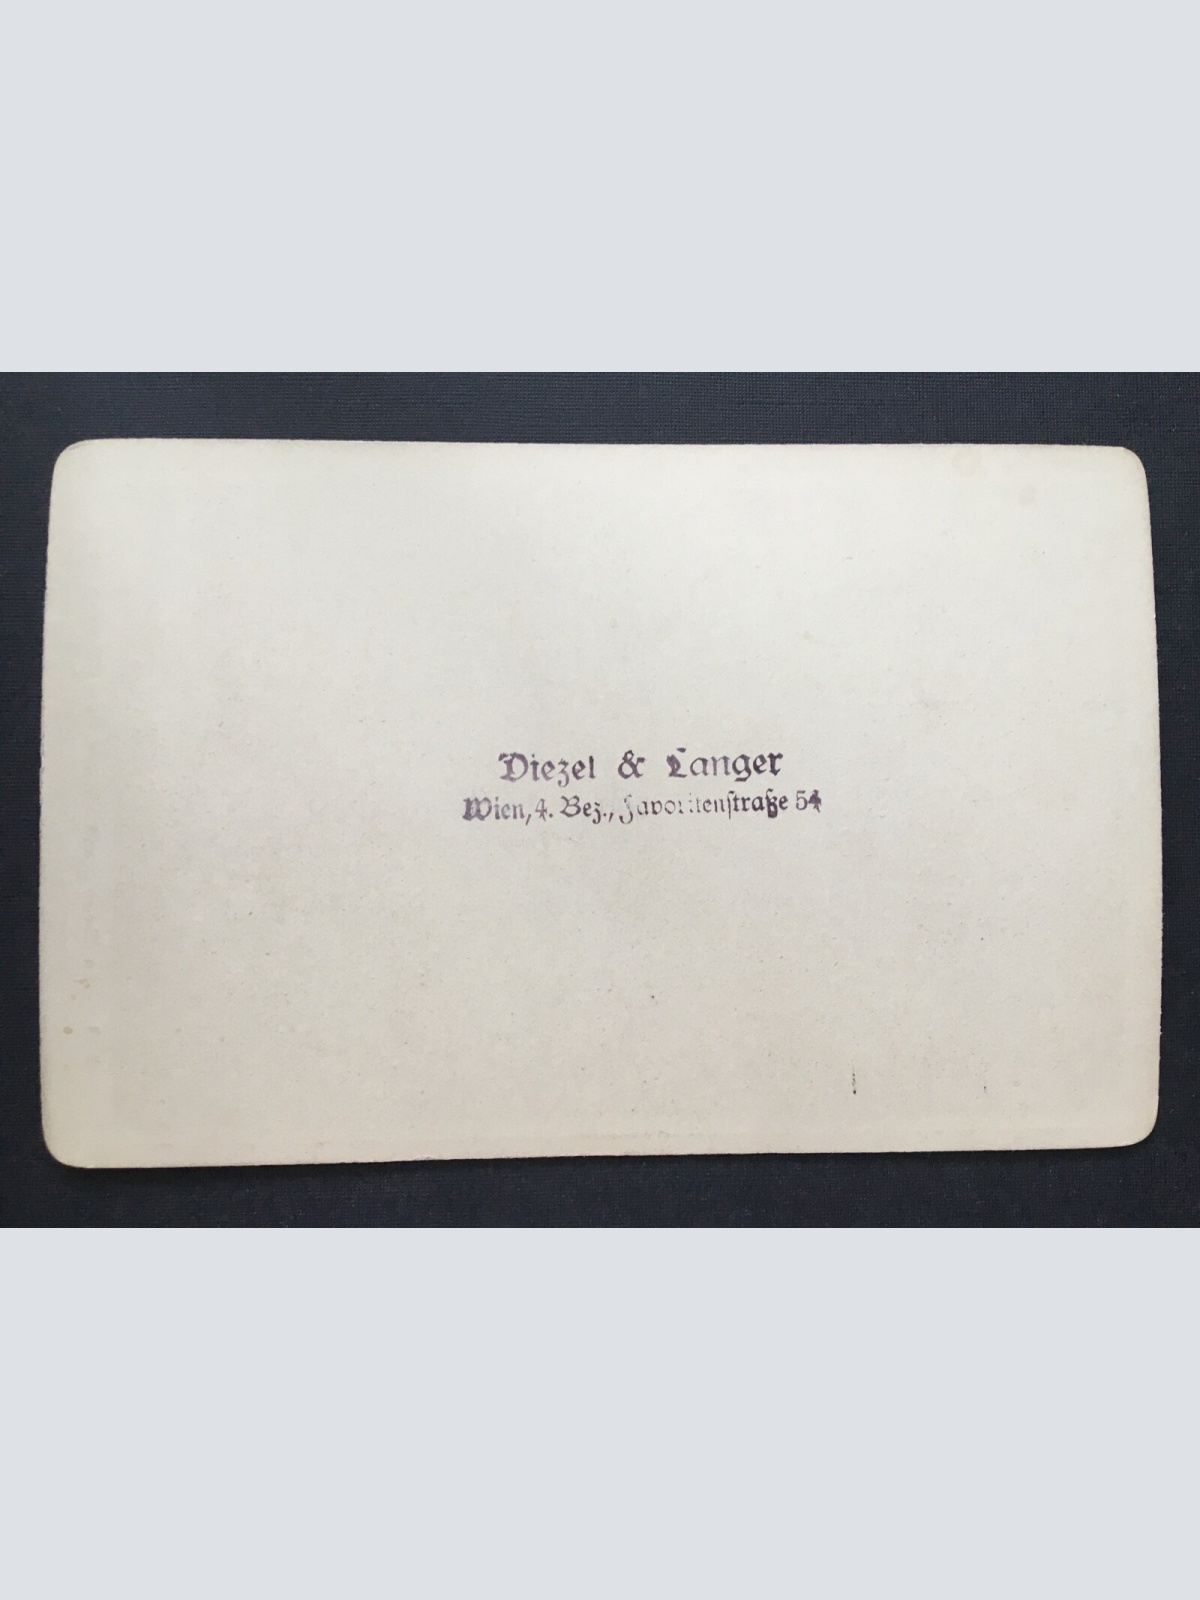 Diezel & Langer
Wien, 4. Bez., Favoritenstraße 54